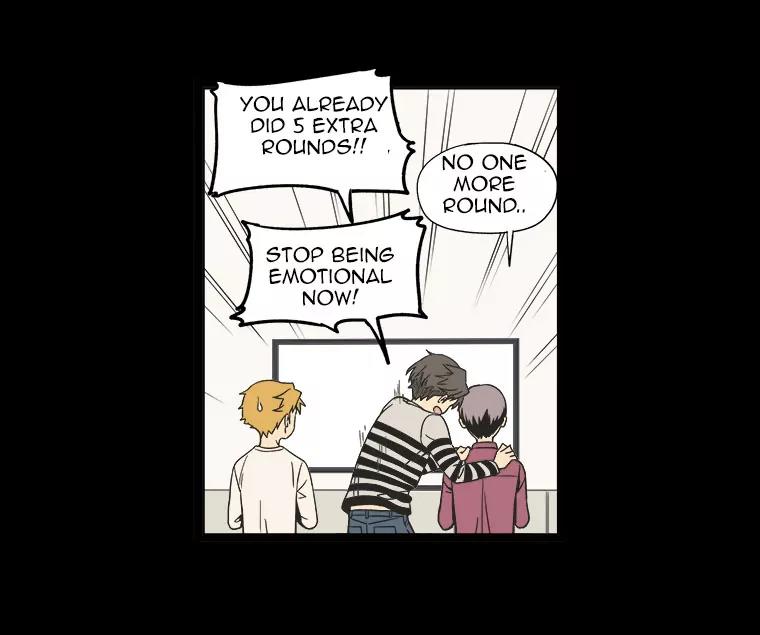 YOU ALREADY
DID 5 EXTRA
ROUNDS!!
NO ONE
MORE
ROUND..
STOP BEING
EMOTIONAL
NOW!